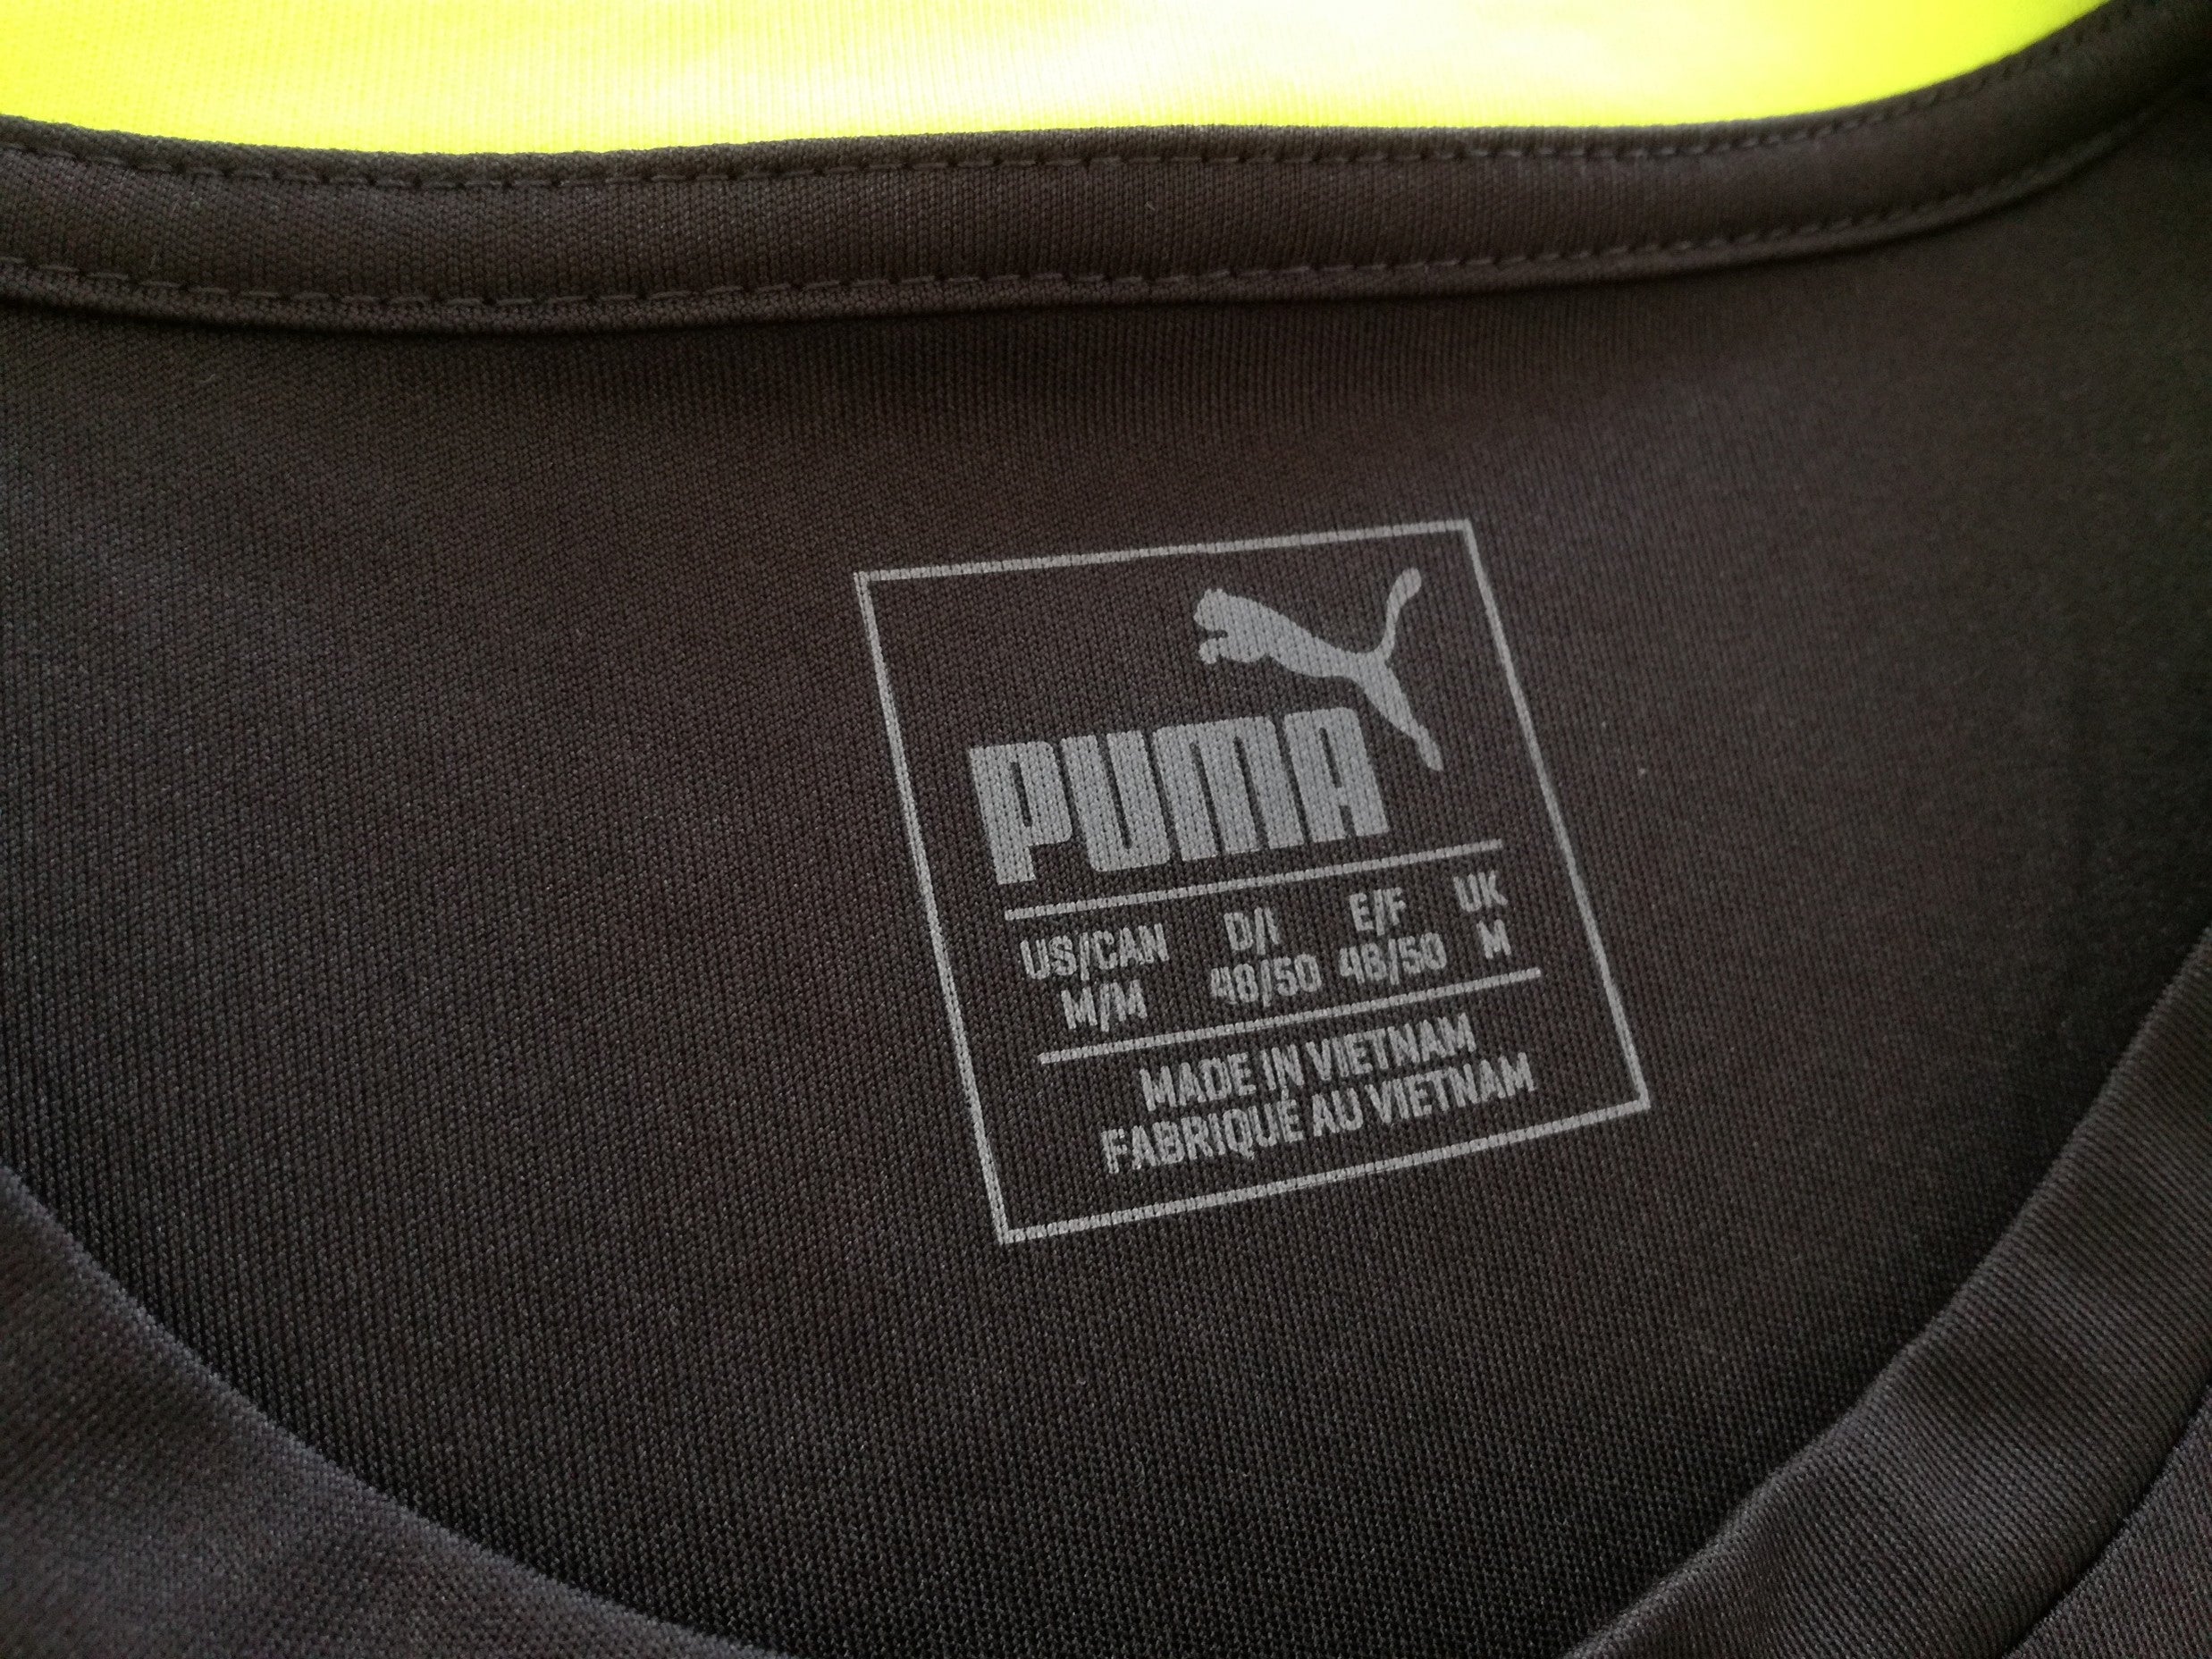 PUMA
US/CAN D/I E/F UK
M/M 48/50 48/50 M
MADE IN VIETNAM
FABRIQUÉ AU VIETNAM